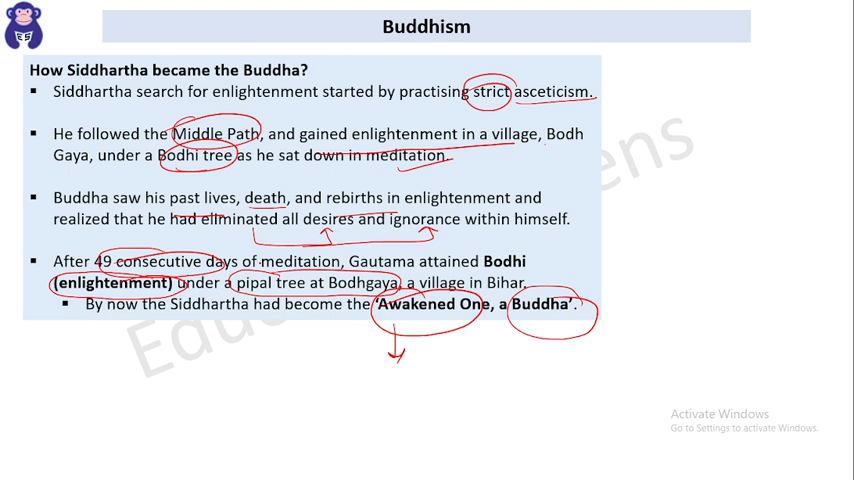 Buddhism
How Siddhartha became the Buddha?
▪ Siddhartha search for enlightenment started by practising strict asceticism.
▪ He followed the Middle Path, and gained enlightenment in a village, Bodh
Gaya, under a Bodhi tree as he sat down in meditation.
▪ Buddha saw his past lives, death, and rebirths in enlightenment and
realized that he had eliminated all desires and ignorance within himself.
▪ After 49 consecutive days of meditation, Gautama attained Bodhi
(enlightenment) under a pipal tree at Bodhgaya, a village in Bihar.
▪ By now the Siddhartha had become the ‘Awakened One, a Buddha’.
Activate Windows
Go to Settings to activate Windows.